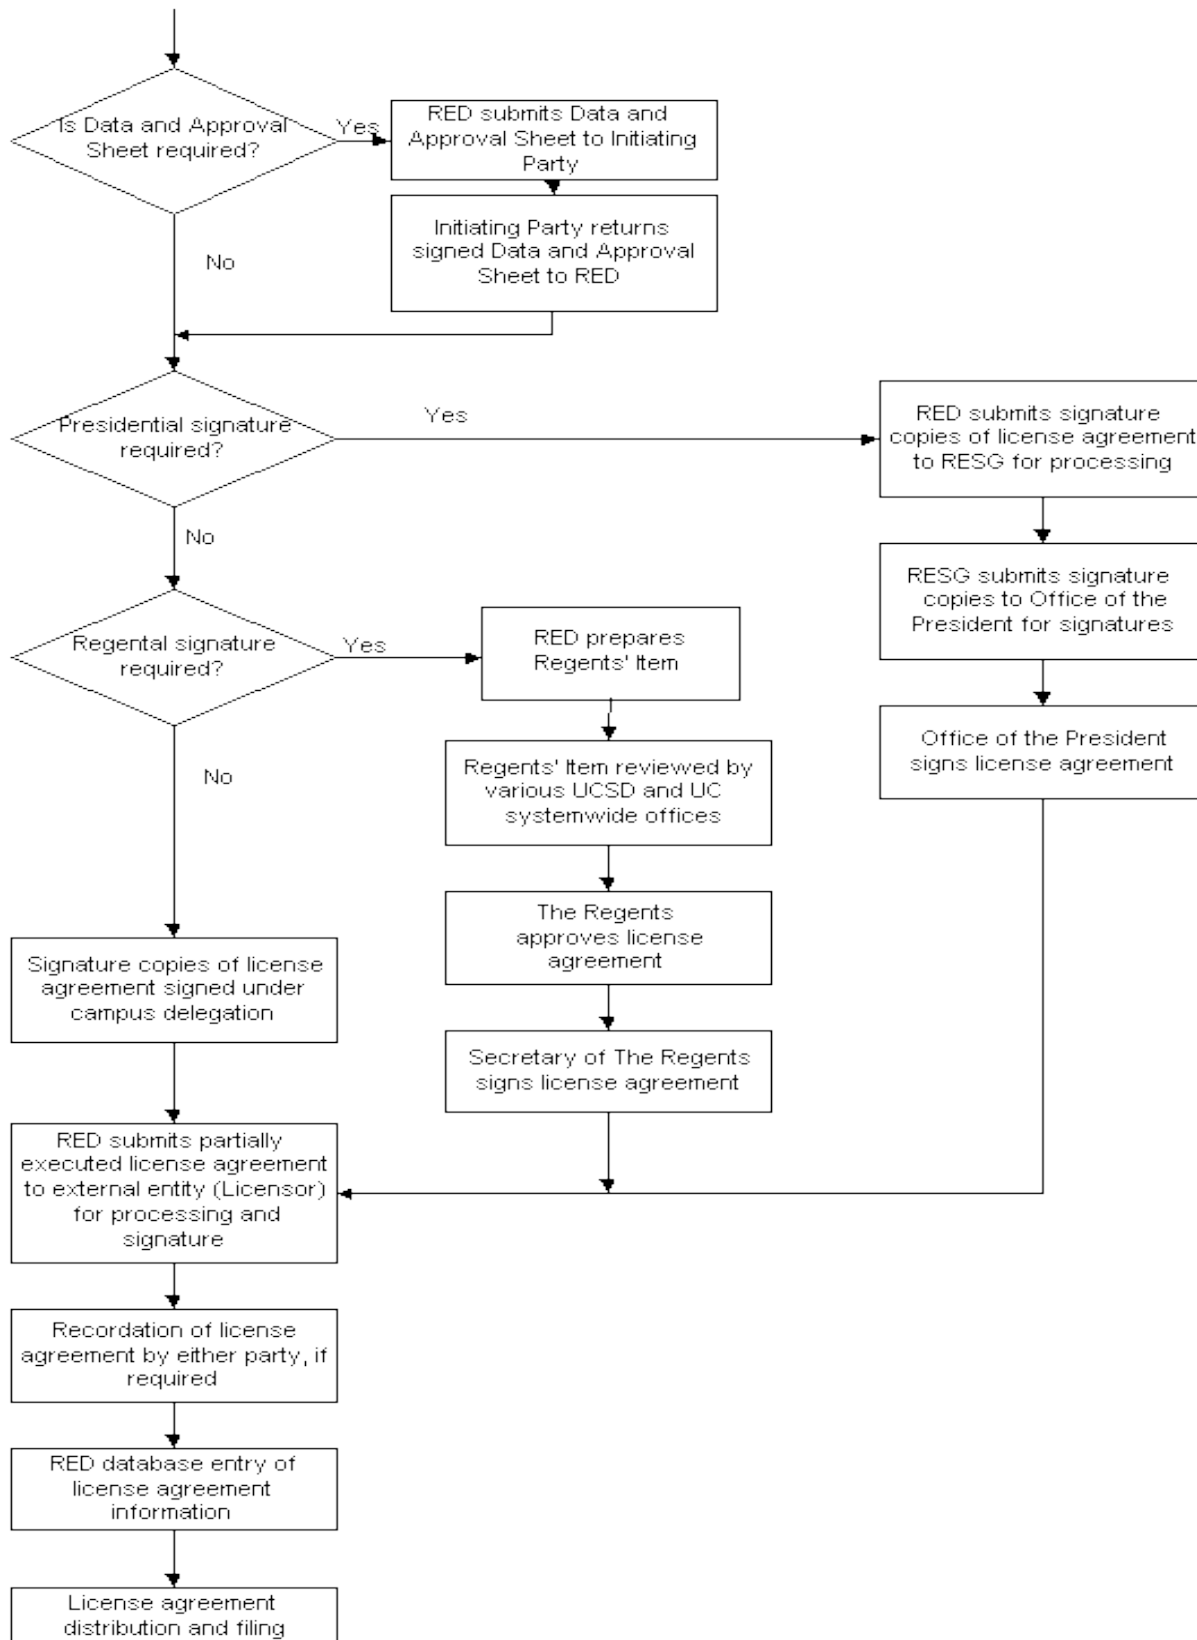 Is Data and Approval
Sheet required?
Yes
RED submits Data and
Approval Sheet to Initiating
Party
Initiating Party returns
signed Data and Approval
Sheet to RED
No
Presidential signature
required?
Yes
RED submits signature
copies of license agreement
to RESG for processing
No
RESG submits signature
copies to Office of the
President for signatures
Regental signature
required?
Yes
RED prepares
Regents' Item
Office of the President
signs license agreement
No
Regents' Item reviewed by
various UCSD and UC
systemwide offices
The Regents
approves license
agreement
Signature copies of license
agreement signed under
campus delegation
Secretary of The Regents
signs license agreement
RED submits partially
executed license agreement
to external entity (Licensor)
for processing and
signature
Recordation of license
agreement by either party, if
required
RED database entry of
license agreement
information
License agreement
distribution and filing